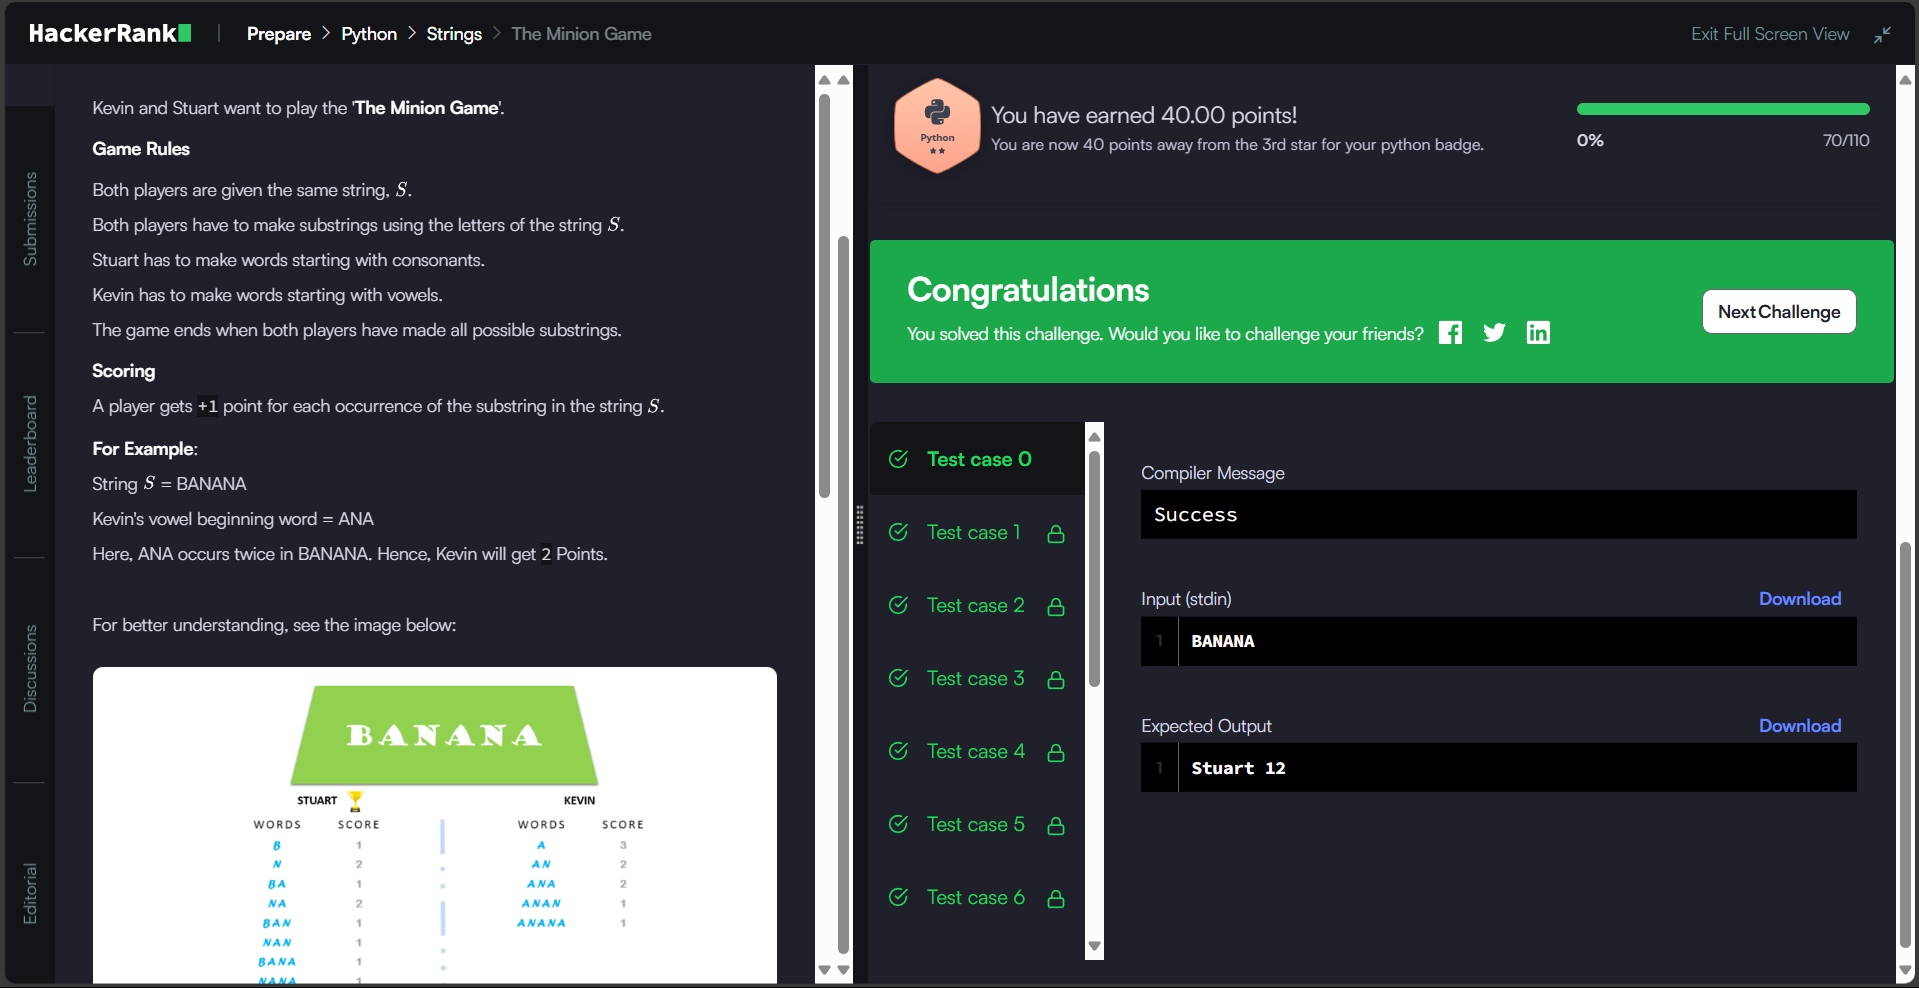 HackerRank
Prepare > Python > Strings > The Minion Game
Exit Full Screen View
Submissions
Leaderboard
Discussions
Editorial
Kevin and Stuart want to play the 'The Minion Game'.
Game Rules
Both players are given the same string, S.
Both players have to make substrings using the letters of the string S.
Stuart has to make words starting with consonants.
Kevin has to make words starting with vowels.
The game ends when both players have made all possible substrings.
Scoring
A player gets +1 point for each occurrence of the substring in the string S.
For Example:
String S = BANANA
Kevin's vowel beginning word = ANA
Here, ANA occurs twice in BANANA. Hence, Kevin will get 2 Points.
For better understanding, see the image below:
BANANA
STUART KEVIN
WORDS SCORE WORDS SCORE
B 1 A 3
N 2 AN 2
BA 1 ANA 2
NA 2 ANAN 1
BAN 1 ANANA 1
NAN 1
BANA 1
NANA 1
Python
You have earned 40.00 points!
You are now 40 points away from the 3rd star for your python badge.
0% 70/110
Congratulations
You solved this challenge. Would you like to challenge your friends?
Next Challenge
Test case 0
Test case 1
Test case 2
Test case 3
Test case 4
Test case 5
Test case 6
Compiler Message
Success
Input (stdin) Download
1 BANANA
Expected Output Download
1 Stuart 12